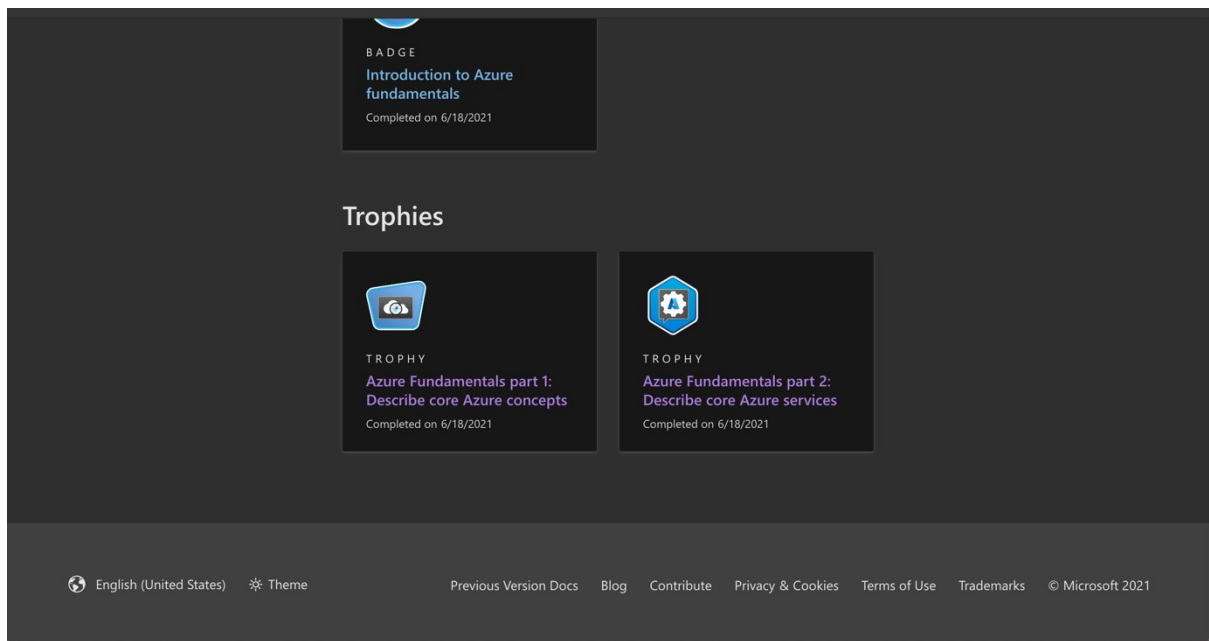 BADGE
Introduction to Azure
fundamentals
Completed on 6/18/2021
Trophies
TROPHY
Azure Fundamentals part 1:
Describe core Azure concepts
Completed on 6/18/2021
TROPHY
Azure Fundamentals part 2:
Describe core Azure services
Completed on 6/18/2021
English (United States) Theme Previous Version Docs Blog Contribute Privacy & Cookies Terms of Use Trademarks © Microsoft 2021